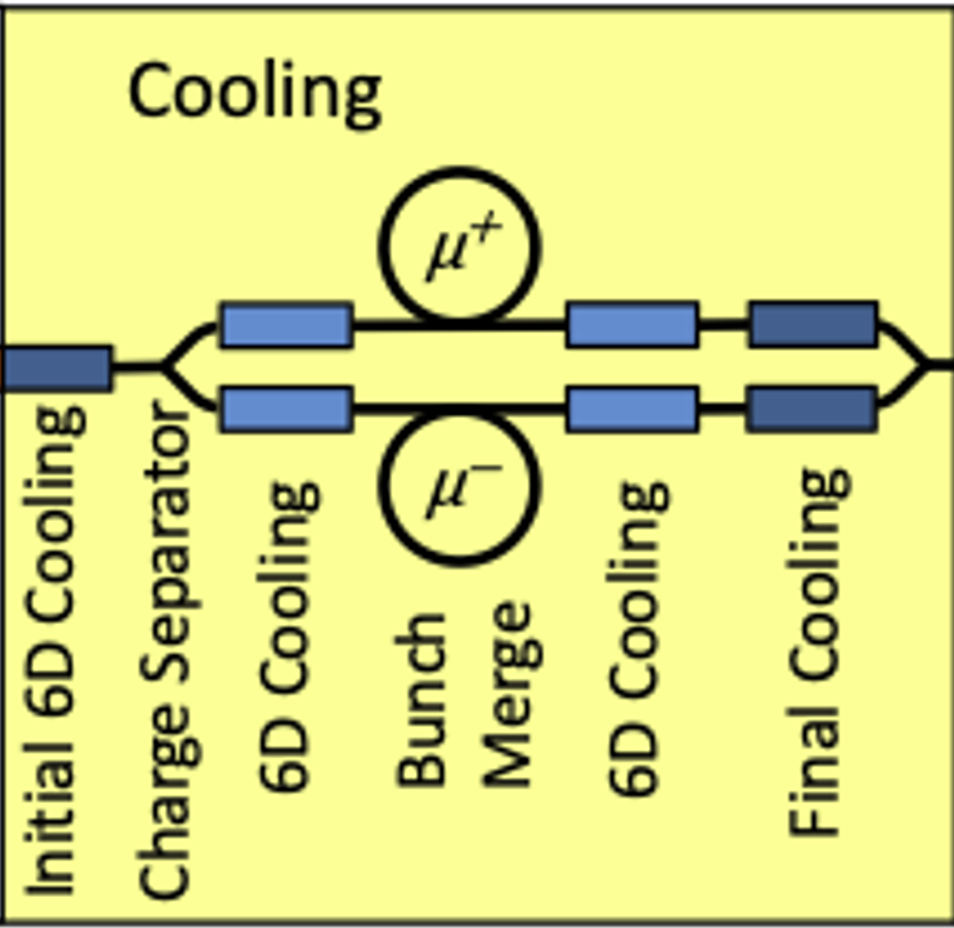 Cooling
μ+
μ−
Initial 6D Cooling
Charge Separator
6D Cooling
Bunch
Merge
6D Cooling
Final Cooling